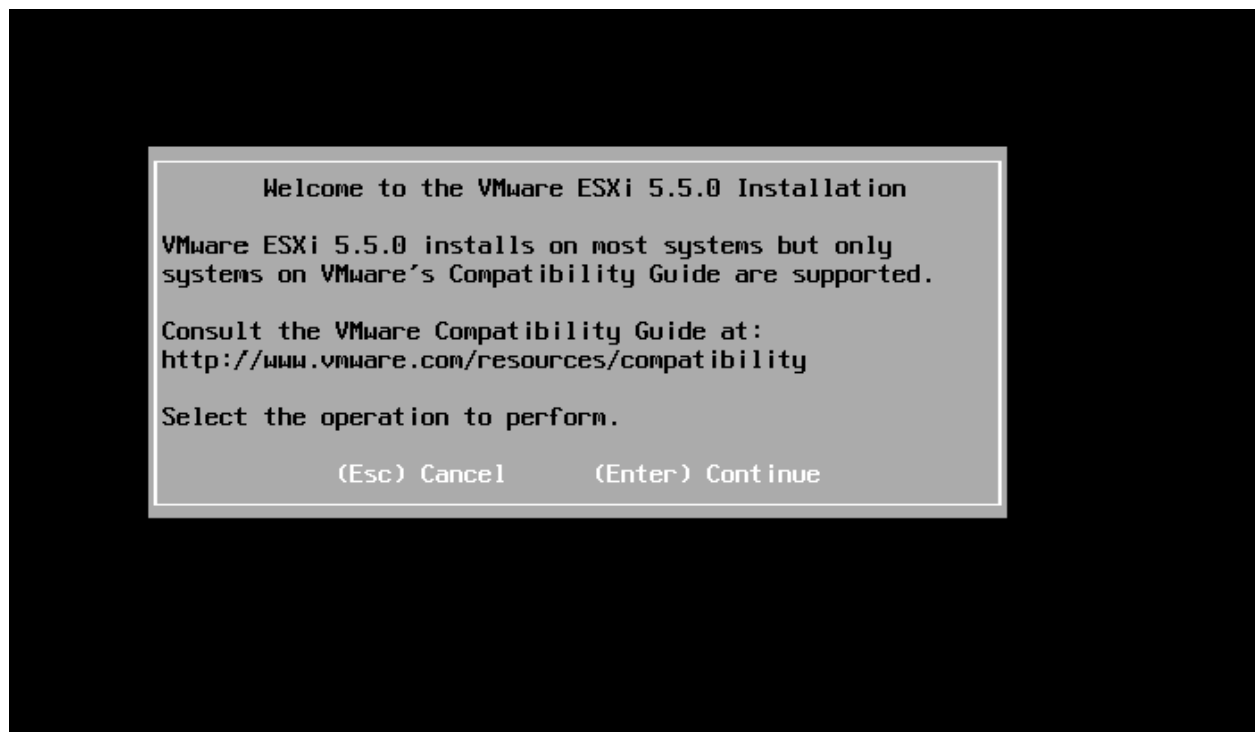 Welcome to the VMware ESXi 5.5.0 Installation
VMware ESXi 5.5.0 installs on most systems but only
systems on VMware's Compatibility Guide are supported.
Consult the VMware Compatibility Guide at:
http://www.vmware.com/resources/compatibility
Select the operation to perform.
(Esc) Cancel (Enter) Continue